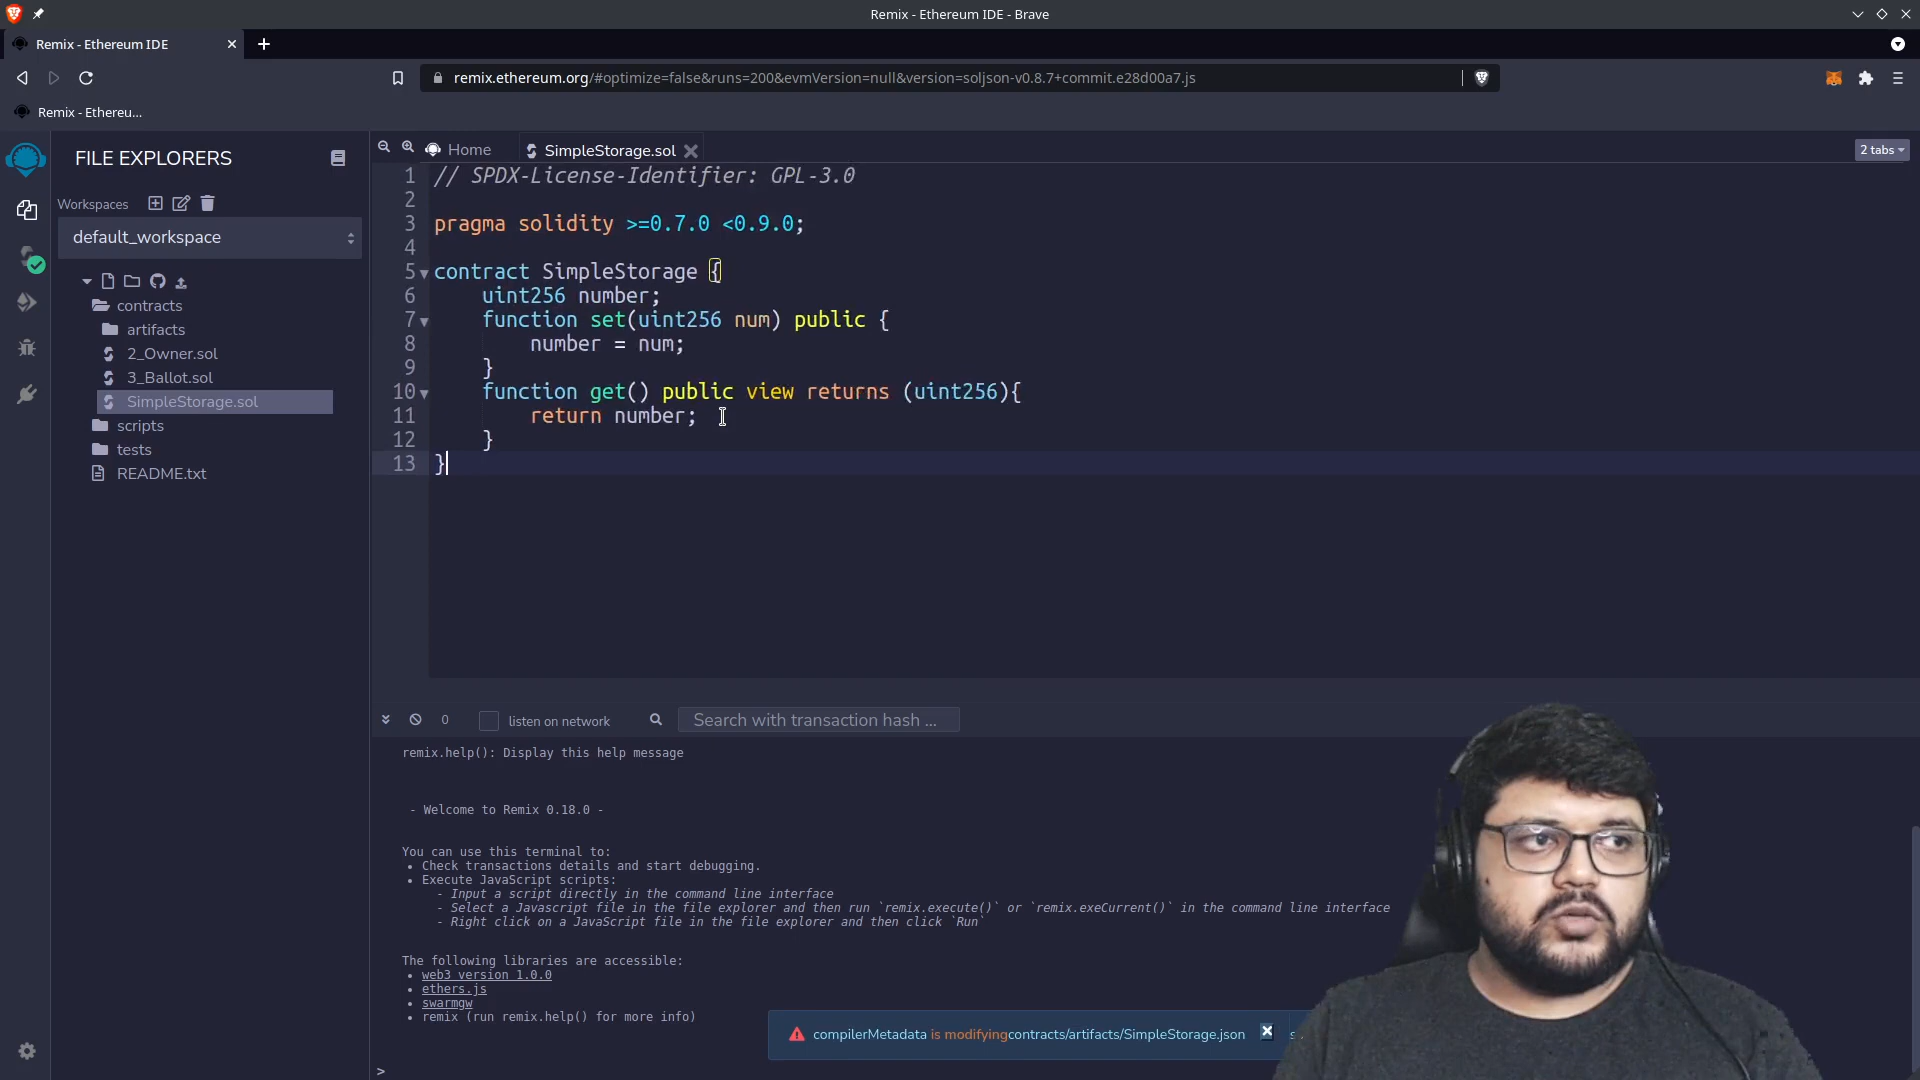 Remix - Ethereum IDE - Brave
Remix - Ethereum IDE
remix.ethereum.org/#optimize=false&runs=200&evmVersion=null&version=soljson-v0.8.7+commit.e28d00a7.js
Remix - Ethereu...
FILE EXPLORERS
Workspaces
default_workspace
contracts
artifacts
2_Owner.sol
3_Ballot.sol
SimpleStorage.sol
scripts
tests
README.txt
Home
SimpleStorage.sol
2 tabs
1 // SPDX-License-Identifier: GPL-3.0
2
3 pragma solidity >=0.7.0 <0.9.0;
4
5 contract SimpleStorage {
6 uint256 number;
7 function set(uint256 num) public {
8 number = num;
9 }
10 function get() public view returns (uint256){
11 return number;
12 }
13 }
0 listen on network Search with transaction hash ...
remix.help(): Display this help message
- Welcome to Remix 0.18.0 -
You can use this terminal to:
• Check transactions details and start debugging.
• Execute JavaScript scripts:
- Input a script directly in the command line interface
- Select a Javascript file in the file explorer and then run `remix.execute()` or `remix.exeCurrent()` in the command line interface
- Right click on a JavaScript file in the file explorer and then click `Run`
The following libraries are accessible:
• web3 version 1.0.0
• ethers.js
• swarmgw
• remix (run remix.help() for more info)
compilerMetadata is modifyingcontracts/artifacts/SimpleStorage.json
>